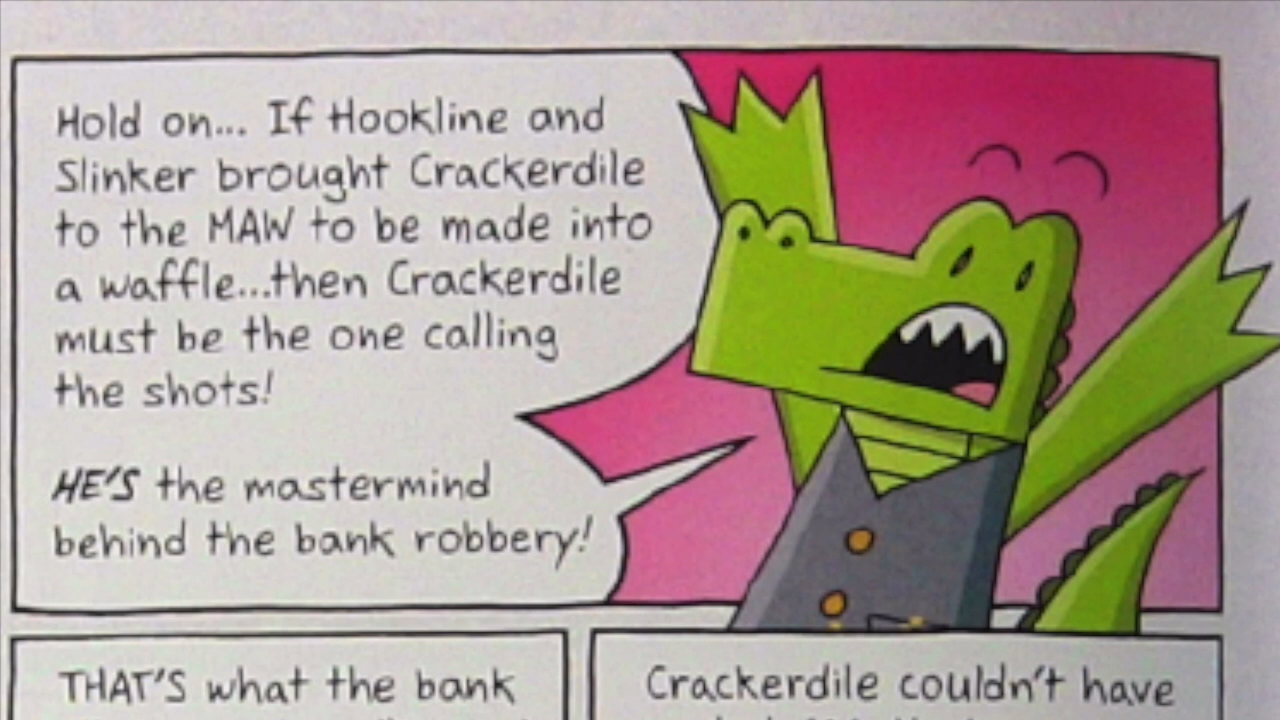 Hold on... If Hookline and
Slinker brought Crackerdile
to the MAW to be made into
a waffle...then Crackerdile
must be the one calling
the shots!
HE'S the mastermind
behind the bank robbery!
THAT'S what the bank
Crackerdile couldn't have